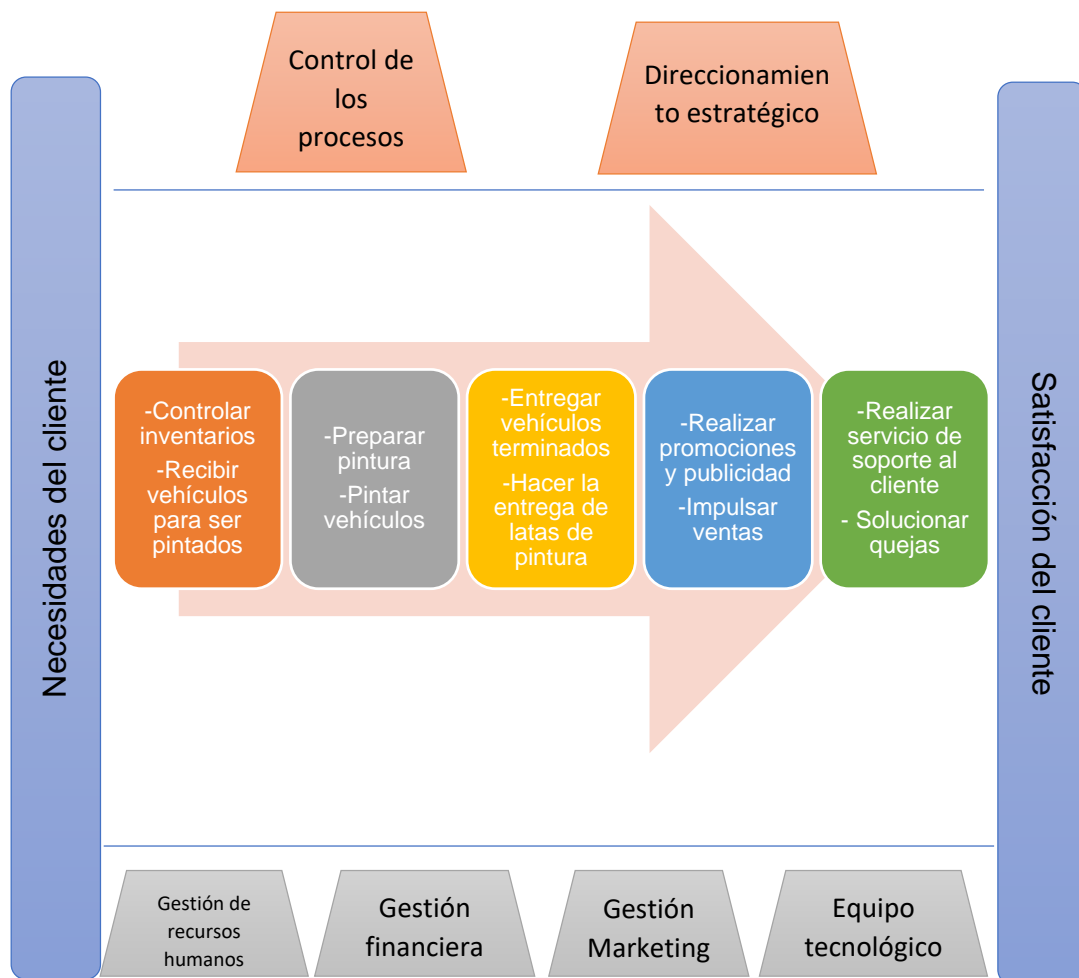 Control de
los
procesos
Direccionamien
to estratégico
Necesidades del cliente
-Controlar
inventarios
-Recibir
vehículos
para ser
pintados
-Preparar
pintura
-Pintar
vehículos
-Entregar
vehículos
terminados
-Hacer la
entrega de
latas de
pintura
-Realizar
promociones
y publicidad
-Impulsar
ventas
-Realizar
servicio de
soporte al
cliente
- Solucionar
quejas
Satisfacción del cliente
Gestión de
recursos
humanos
Gestión
financiera
Gestión
Marketing
Equipo
tecnológico